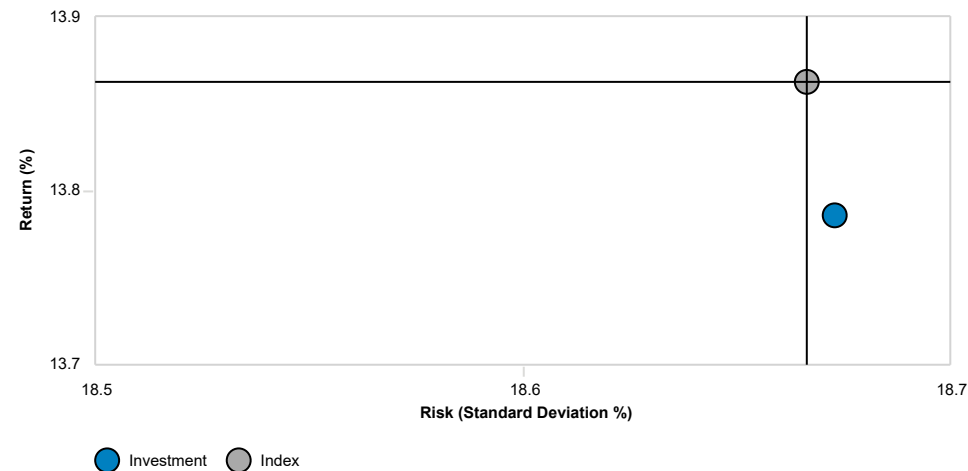 13.9
13.8
13.7
Return (%)
18.5 18.6 18.7
Risk (Standard Deviation %)
Investment Index